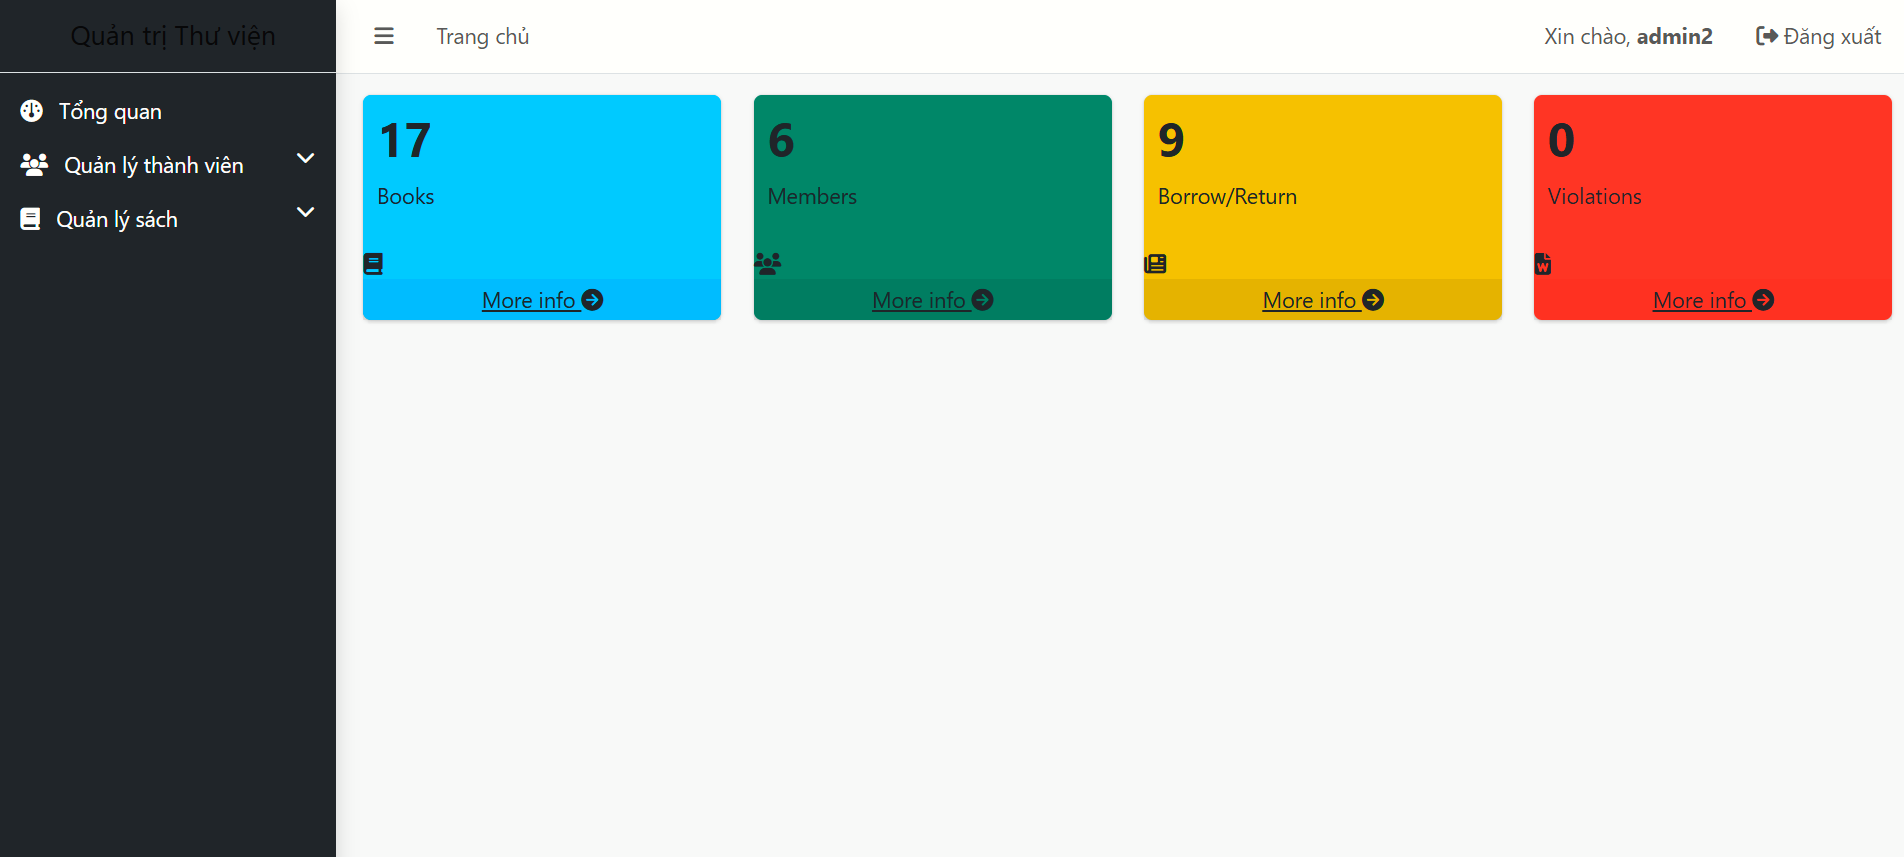 Quản trị Thư viện
Trang chủ
Xin chào, admin2
Đăng xuất
Tổng quan
Quản lý thành viên
Quản lý sách
17
Books
More info
6
Members
More info
9
Borrow/Return
More info
0
Violations
More info